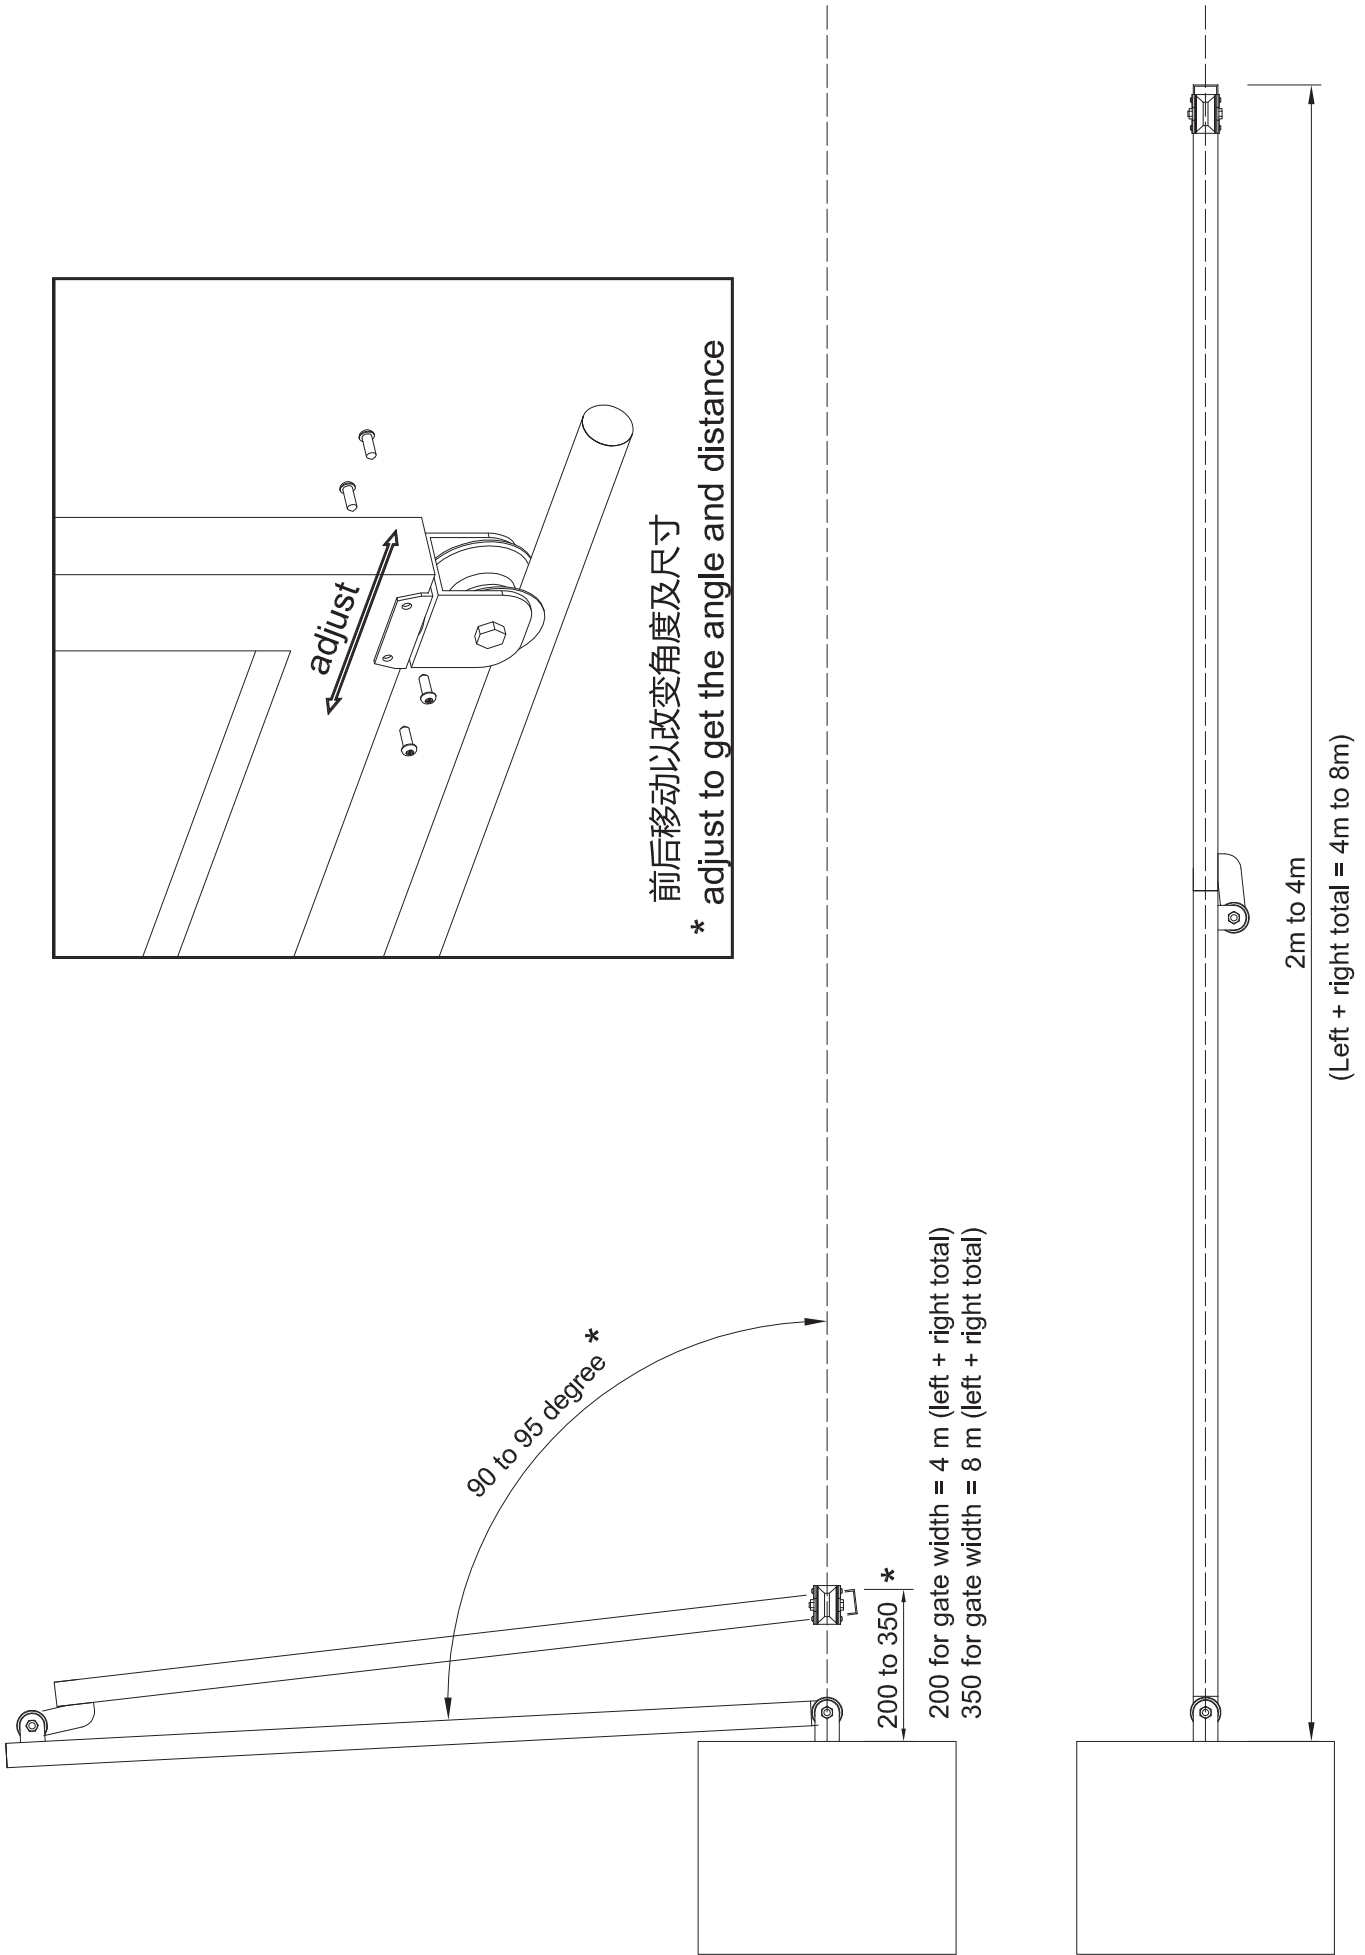 adjust
前后移动以改变角度及尺寸
* adjust to get the angle and distance
90 to 95 degree *
200 to 350 *
200 for gate width = 4 m (left + right total)
350 for gate width = 8 m (left + right total)
2m to 4m
(Left + right total = 4m to 8m)